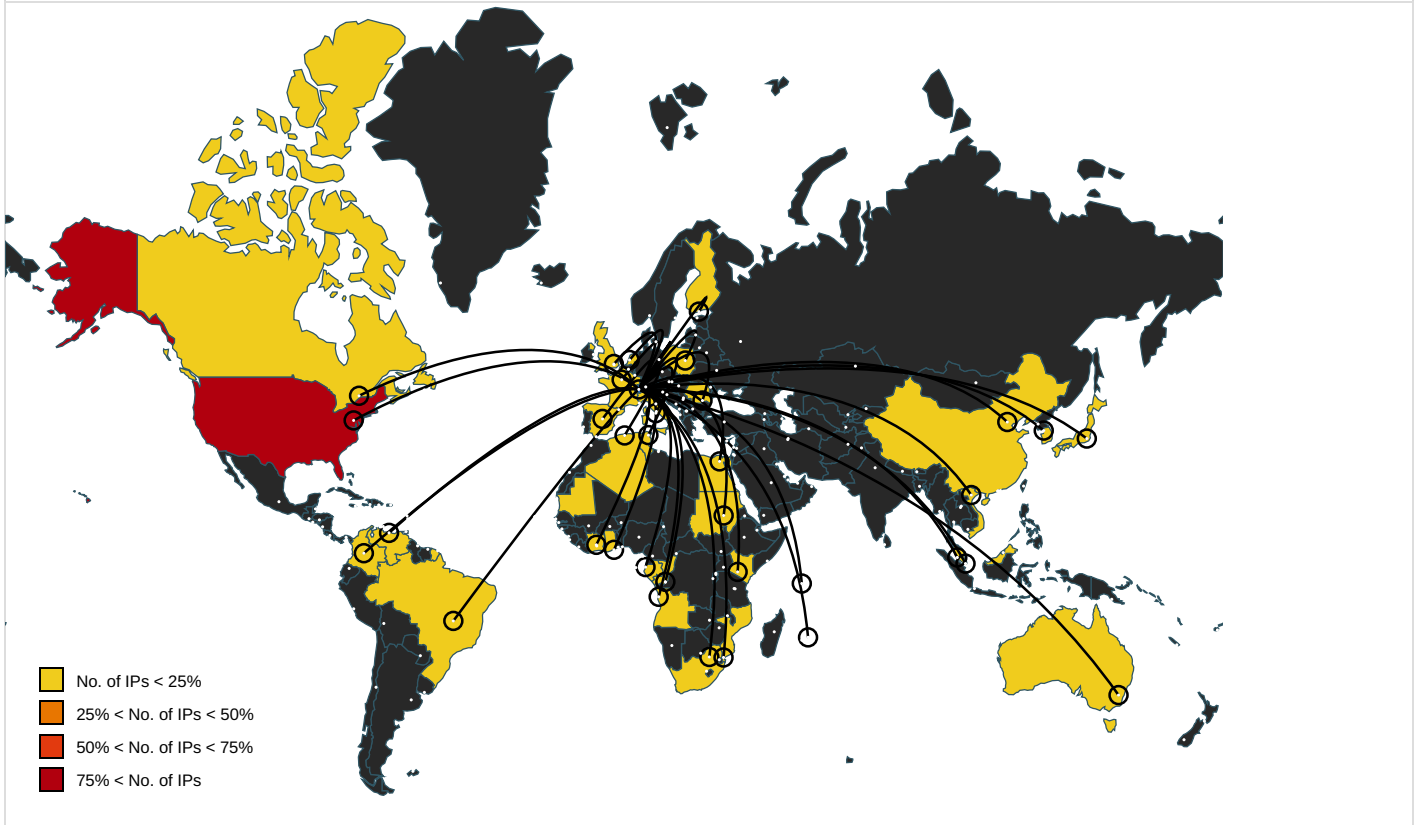 No. of IPs < 25%
25% < No. of IPs < 50%
50% < No. of IPs < 75%
75% < No. of IPs